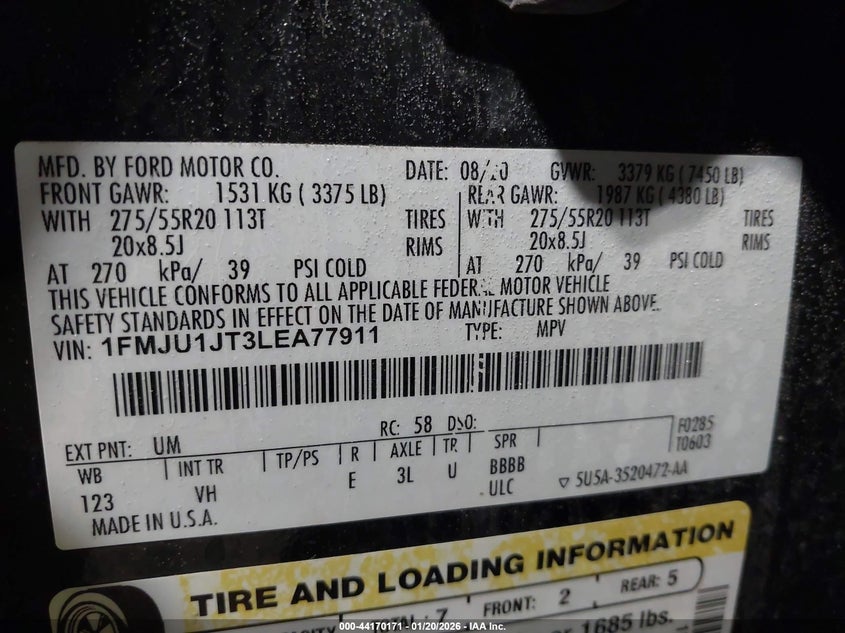 MFD. BY FORD MOTOR CO. DATE: 08/20 GVWR: 3379 KG ( 7450 LB)
FRONT GAWR: 1531 KG ( 3375 LB) REAR GAWR: 1987 KG ( 4380 LB)
WITH 275/55R20 113T TIRES WITH 275/55R20 113T TIRES
20x8.5J RIMS 20x8.5J RIMS
AT 270 kPa/ 39 PSI COLD AT 270 kPa/ 39 PSI COLD
THIS VEHICLE CONFORMS TO ALL APPLICABLE FEDERAL MOTOR VEHICLE
SAFETY STANDARDS IN EFFECT ON THE DATE OF MANUFACTURE SHOWN ABOVE.
VIN: 1FMJU1JT3LEA77911 TYPE: MPV
EXT PNT: UM RC: 58 DSO: F0285
WB INT TR TP/PS R AXLE TR SPR T0603
123 VH E 3L U BBBB
ULC ▽ 5U5A-3520472-AA
MADE IN U.S.A.
TIRE AND LOADING INFORMATION
7 FRONT: 2 REAR: 5
1685 lbs.
000-44170171 - 01/20/2026 - IAA Inc.